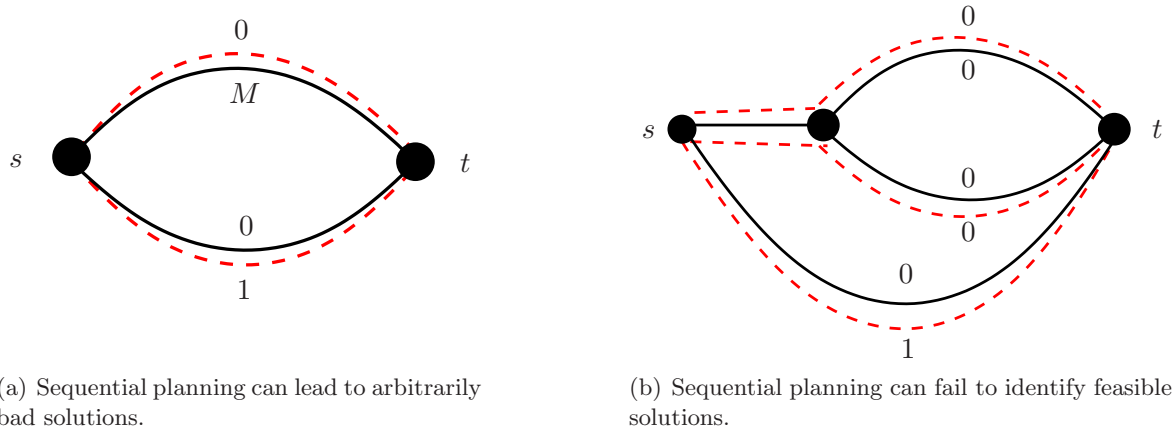 0
M
s
t
0
1
(a) Sequential planning can lead to arbitrarily
bad solutions.
0
0
s
t
0
0
0
1
(b) Sequential planning can fail to identify feasible
solutions.